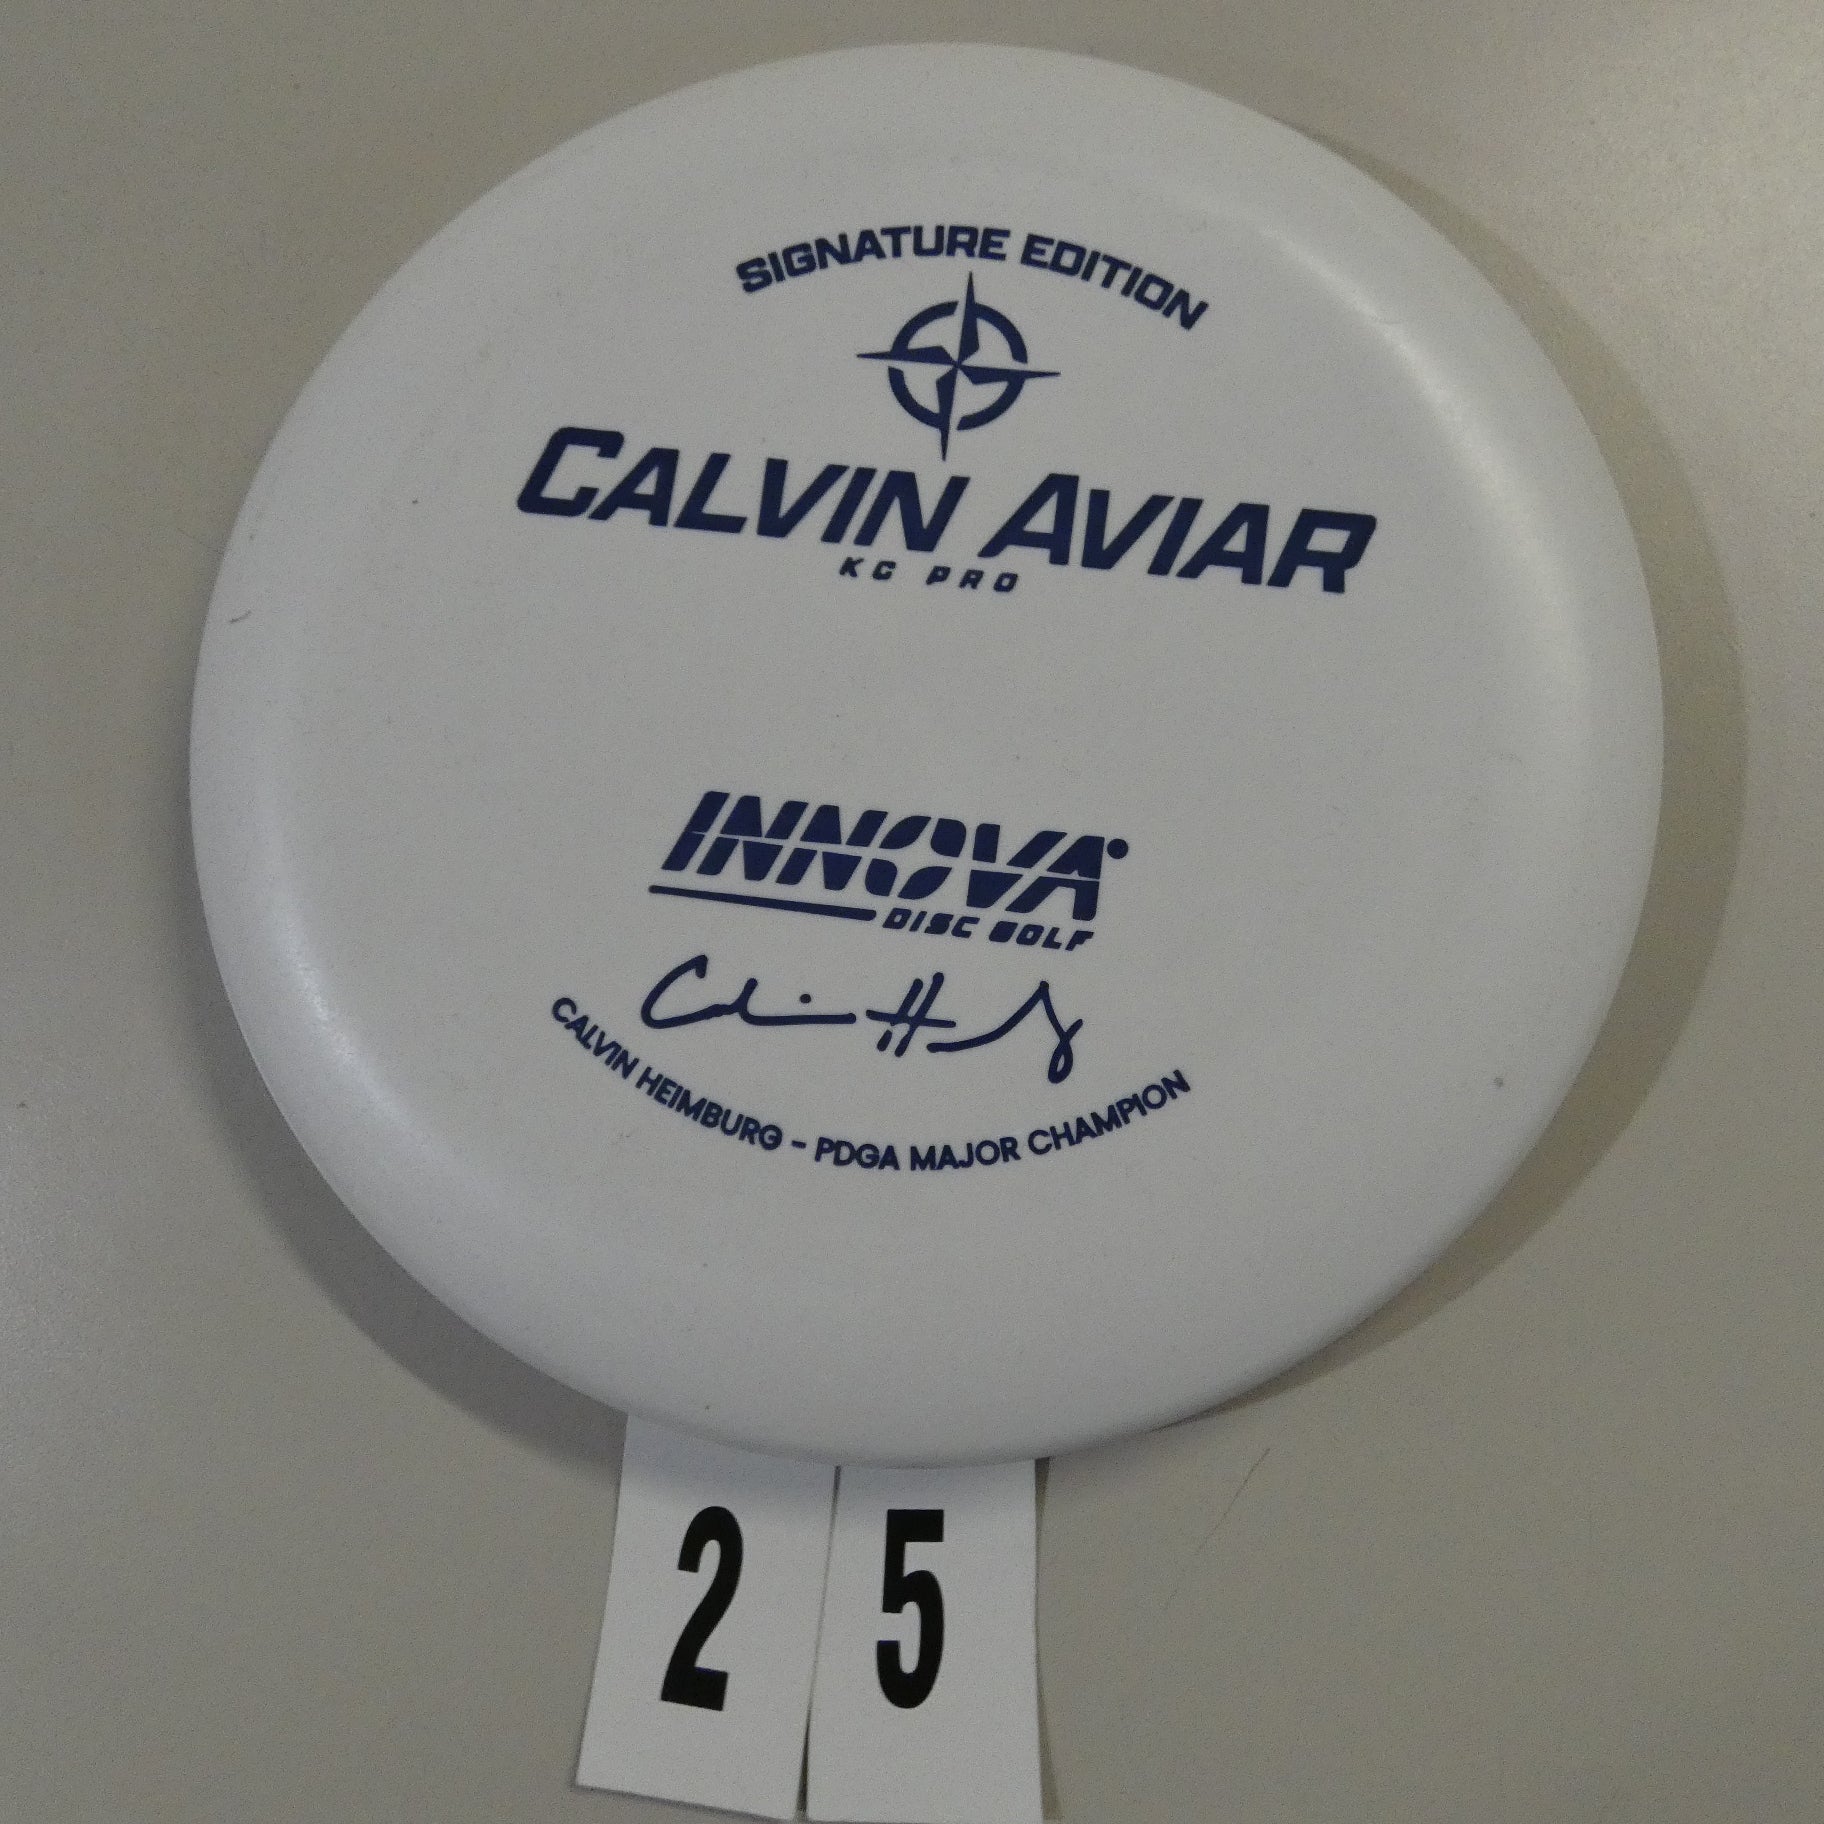 SIGNATURE EDITION
CALVIN AVIAR
KC PRO
INNOVA
DISC GOLF
CALVIN HEIMBURG - PDGA MAJOR CHAMPION
2 5